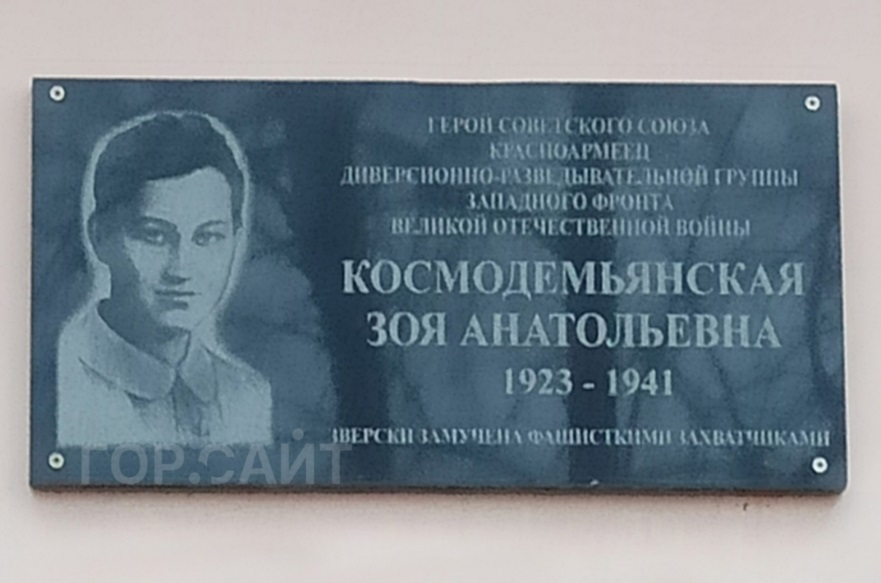 ГЕРОЙ СОВЕТСКОГО СОЮЗА
КРАСНОАРМЕЕЦ
ДИВЕРСИОННО-РАЗВЕДЫВАТЕЛЬНОЙ ГРУППЫ
ЗАПАДНОГО ФРОНТА
ВЕЛИКОЙ ОТЕЧЕСТВЕННОЙ ВОЙНЫ
КОСМОДЕМЬЯНСКАЯ
ЗОЯ АНАТОЛЬЕВНА
1923 - 1941
ЗВЕРСКИ ЗАМУЧЕНА ФАШИСТКИМИ ЗАХВАТЧИКАМИ
ГОР.САЙТ